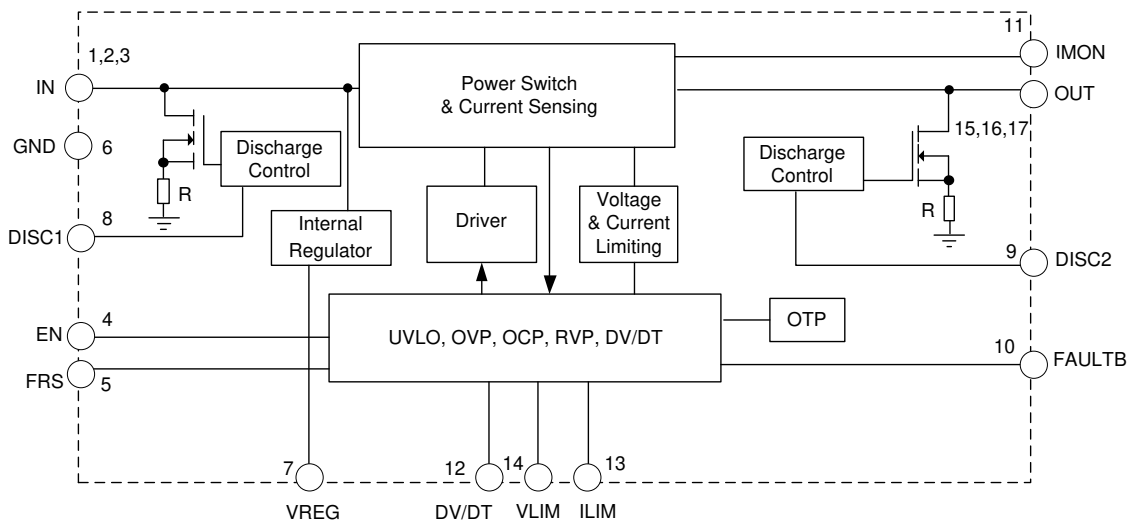 11
IMON
1,2,3
IN
Power Switch
& Current Sensing
OUT
GND
6
15,16,17
Discharge
Control
Discharge
Control
R
R
8
DISC1
Internal
Regulator
Driver
Voltage
& Current
Limiting
9
DISC2
4
EN
UVLO, OVP, OCP, RVP, DV/DT
OTP
10
FAULTB
FRS
5
7
12
14
13
VREG
DV/DT
VLIM
ILIM